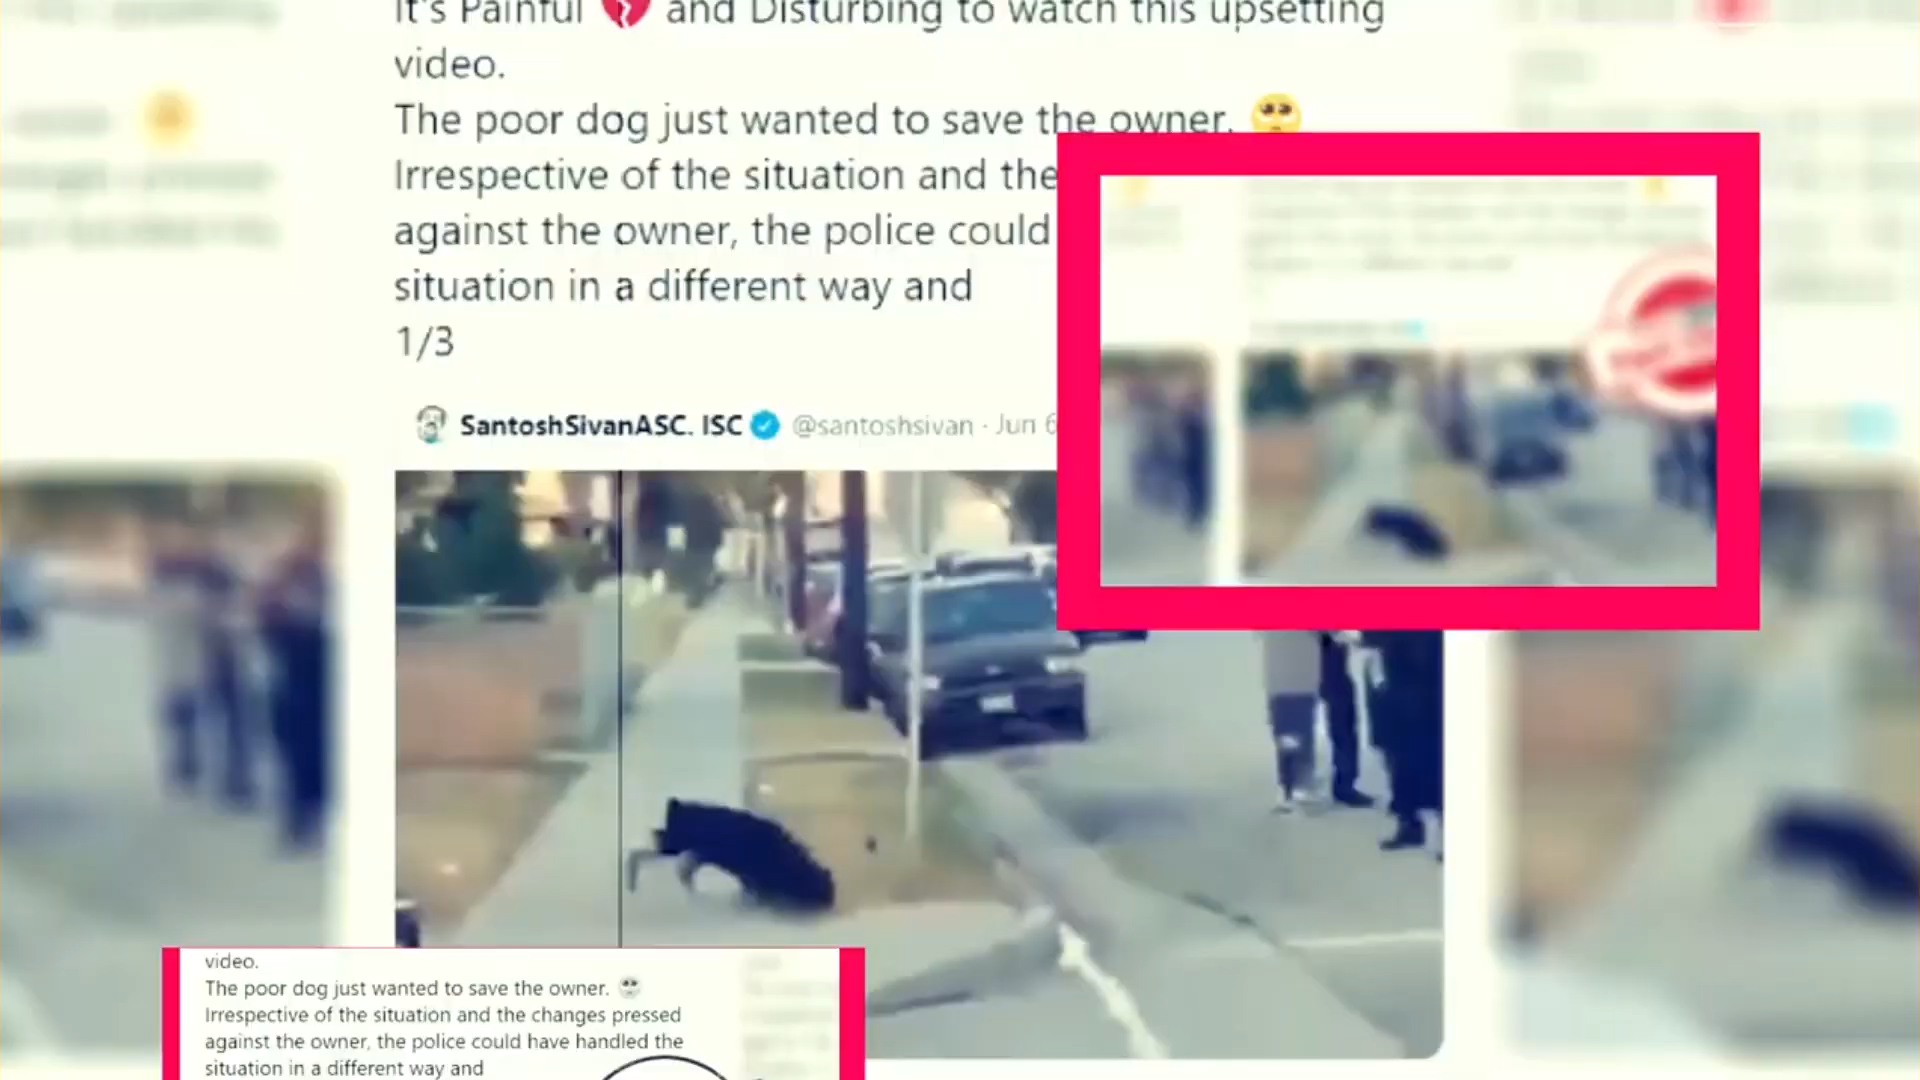 It's Painful 💔 and Disturbing to watch this upsetting
video.
The poor dog just wanted to save the owner. 🥺
Irrespective of the situation and the
against the owner, the police could
situation in a different way and
1/3
SantoshSivanASC. ISC @santoshsivan · Jun 6
video.
The poor dog just wanted to save the owner. 🥺
Irrespective of the situation and the changes pressed
against the owner, the police could have handled the
situation in a different way and